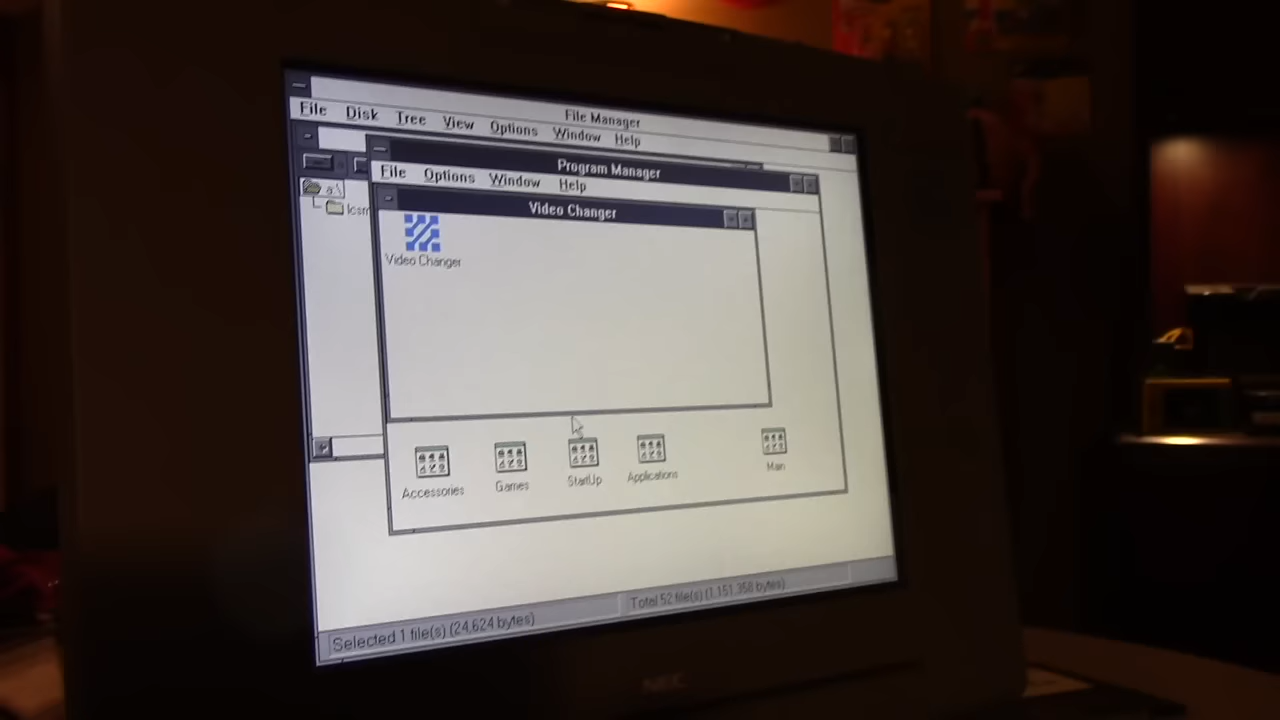 File Manager
File Disk Tree View Options Window Help
Program Manager
File Options Window Help
a:\
Video Changer
Video Changer
Accessories Games StartUp Applications Main
Selected 1 file(s) (24,624 bytes)
Total 52 file(s) (1,151,358 bytes)
NEC